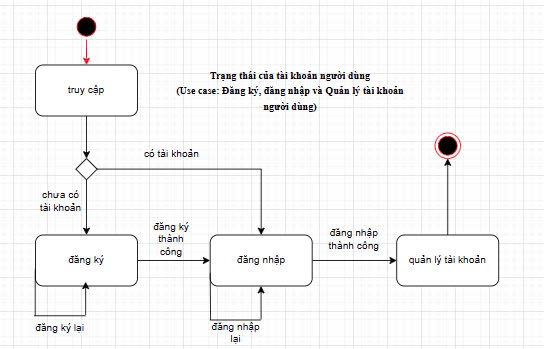 truy cập
Trạng thái của tài khoản người dùng
(Use case: Đăng ký, đăng nhập và Quản lý tài khoản
người dùng)
có tài khoản
chưa có
tài khoản
đăng ký
thành
công
đăng nhập
thành công
đăng ký
đăng nhập
quản lý tài khoản
đăng ký lại
đăng nhập
lại